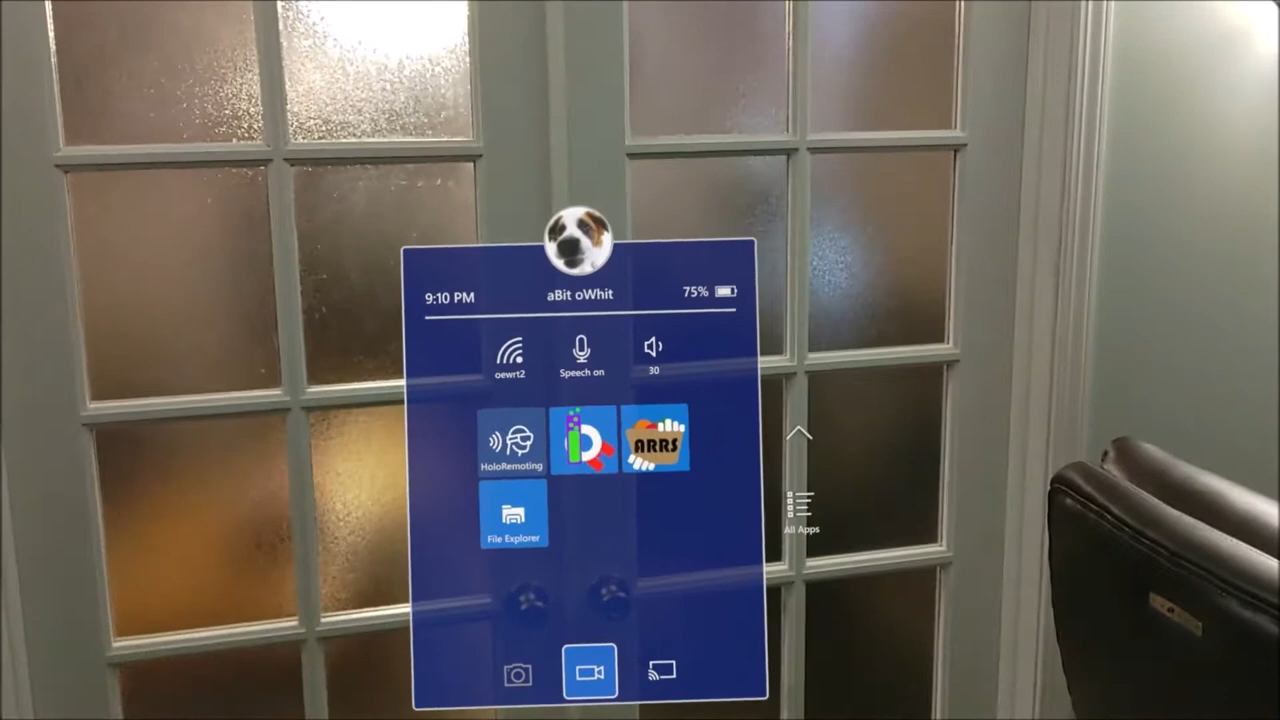 9:10 PM aBit oWhit 75%
oewrt2 Speech on 30
HoloRemoting ARRS
File Explorer
All Apps